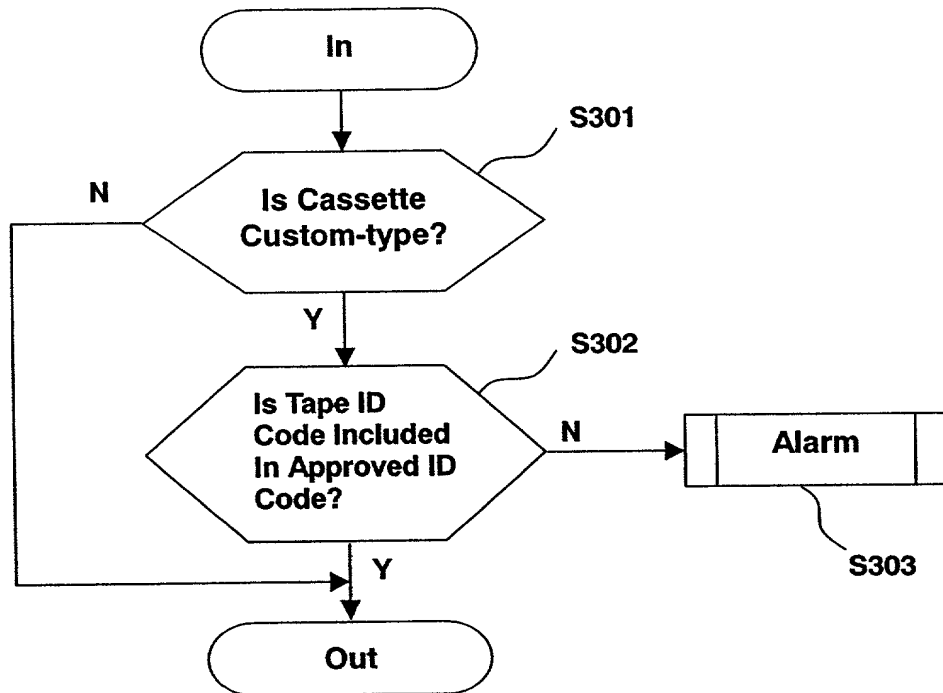 In
S301
N
Is Cassette
Custom-type?
Y
S302
Is Tape ID
Code Included
In Approved ID
Code?
N
Alarm
S303
Y
Out